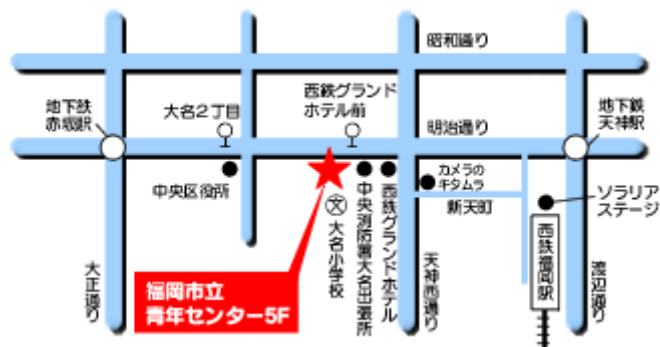 昭和通り
西鉄グランド
ホテル前
地下鉄
赤坂駅
大名2丁目
明治通り
地下鉄
天神駅
中央区役所
カメラの
キタムラ
新天町
ソラリア
ステージ
文
大名小学校
中央消防署大名出張所
西鉄グランドホテル
西鉄福岡駅
大正通り
天神西通り
渡辺通り
福岡市立
青年センター5F